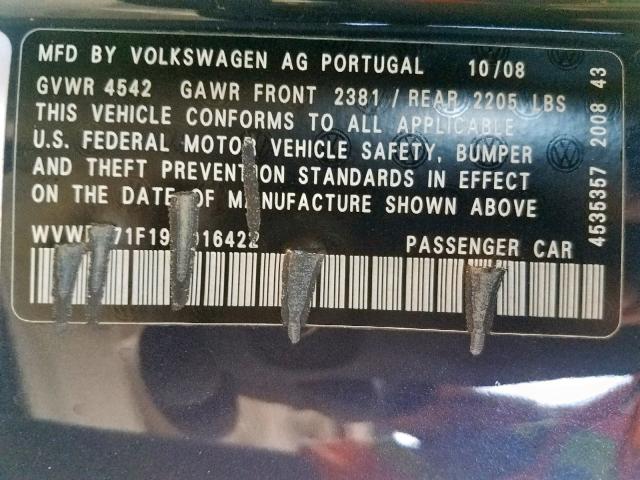 MFD BY VOLKSWAGEN AG PORTUGAL 10/08
GVWR 4542 GAWR FRONT 2381 / REAR 2205 LBS
THIS VEHICLE CONFORMS TO ALL APPLICABLE
U.S. FEDERAL MOTOR VEHICLE SAFETY, BUMPER
AND THEFT PREVENTION STANDARDS IN EFFECT
ON THE DATE OF MANUFACTURE SHOWN ABOVE
PASSENGER CAR
4535357 2008 43